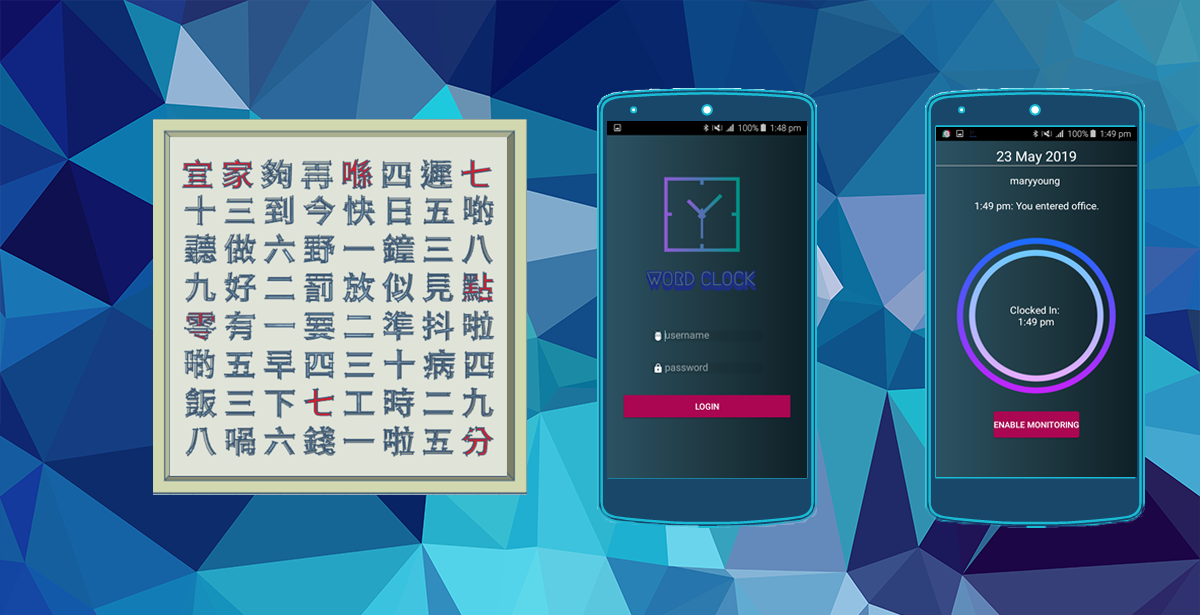 宜家夠再喺四遲七
十三到今快日五啲
聽做六野一鐘三八
九好二罰放似見點
零有一要二準抖啦
啲五早四三十病四
飯三下七工時二九
八喎六錢一啦五分
100% 1:48 pm
WORD CLOCK
username
password
LOGIN
100% 1:49 pm
23 May 2019
maryyoung
1:49 pm: You entered office.
Clocked In:
1:49 pm
ENABLE MONITORING